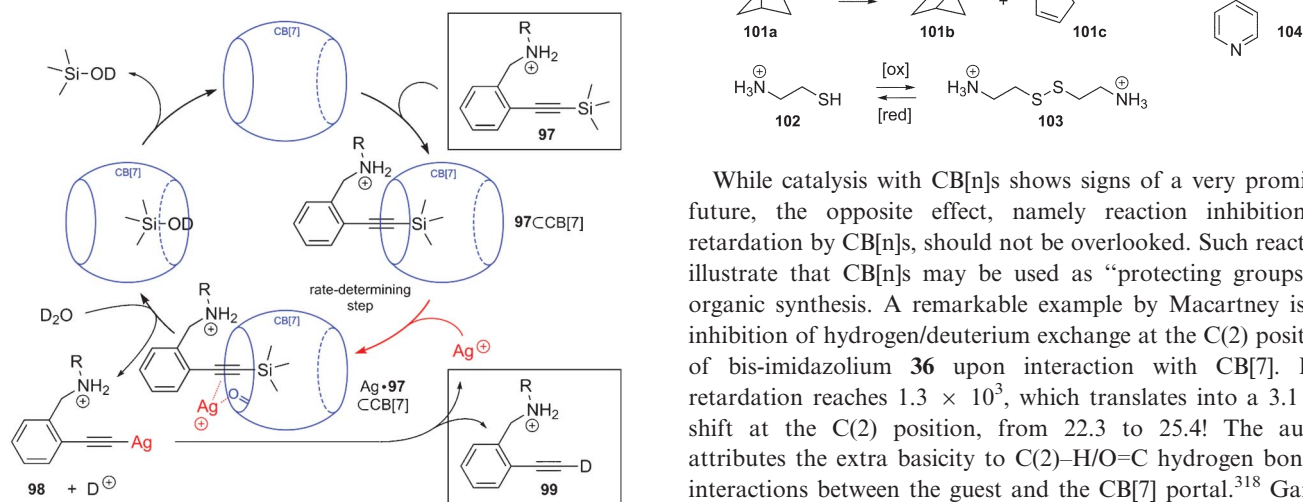 CB[7]
R
NH2
⊕
Si
97
Si–OD
CB[7]
Si–OD
R
NH2
⊕
CB[7]
Si
97⊂CB[7]
rate-determining
step
Ag⊕
D2O
R
NH2
⊕
CB[7]
Si
O
Ag
⊕
Ag•97
⊂CB[7]
R
NH2
⊕
Ag
98 + D⊕
R
NH2
⊕
D
99
+
101a 101b 101c
N
104
⊕
H3N
SH
102
[ox]
[red]
⊕
H3N
S
S
⊕
NH3
103
While catalysis with CB[n]s shows signs of a very promi
future, the opposite effect, namely reaction inhibition
retardation by CB[n]s, should not be overlooked. Such react
illustrate that CB[n]s may be used as “protecting groups
organic synthesis. A remarkable example by Macartney is
inhibition of hydrogen/deuterium exchange at the C(2) posit
of bis-imidazolium 36 upon interaction with CB[7].
retardation reaches 1.3 × 10³, which translates into a 3.1
shift at the C(2) position, from 22.3 to 25.4! The au
attributes the extra basicity to C(2)–H/O=C hydrogen bon
interactions between the guest and the CB[7] portal.318 Ga